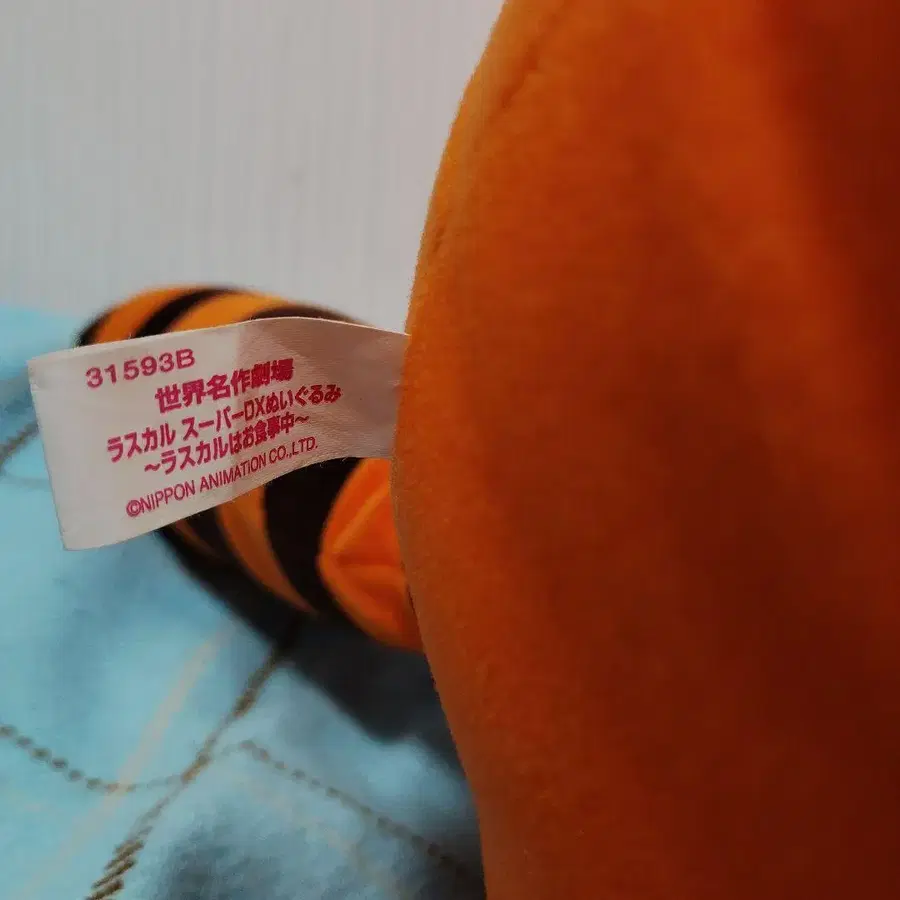 31593B
世界名作劇場
ラスカル スーパーDXぬいぐるみ
～ラスカルはお食事中～
©NIPPON ANIMATION CO.,LTD.